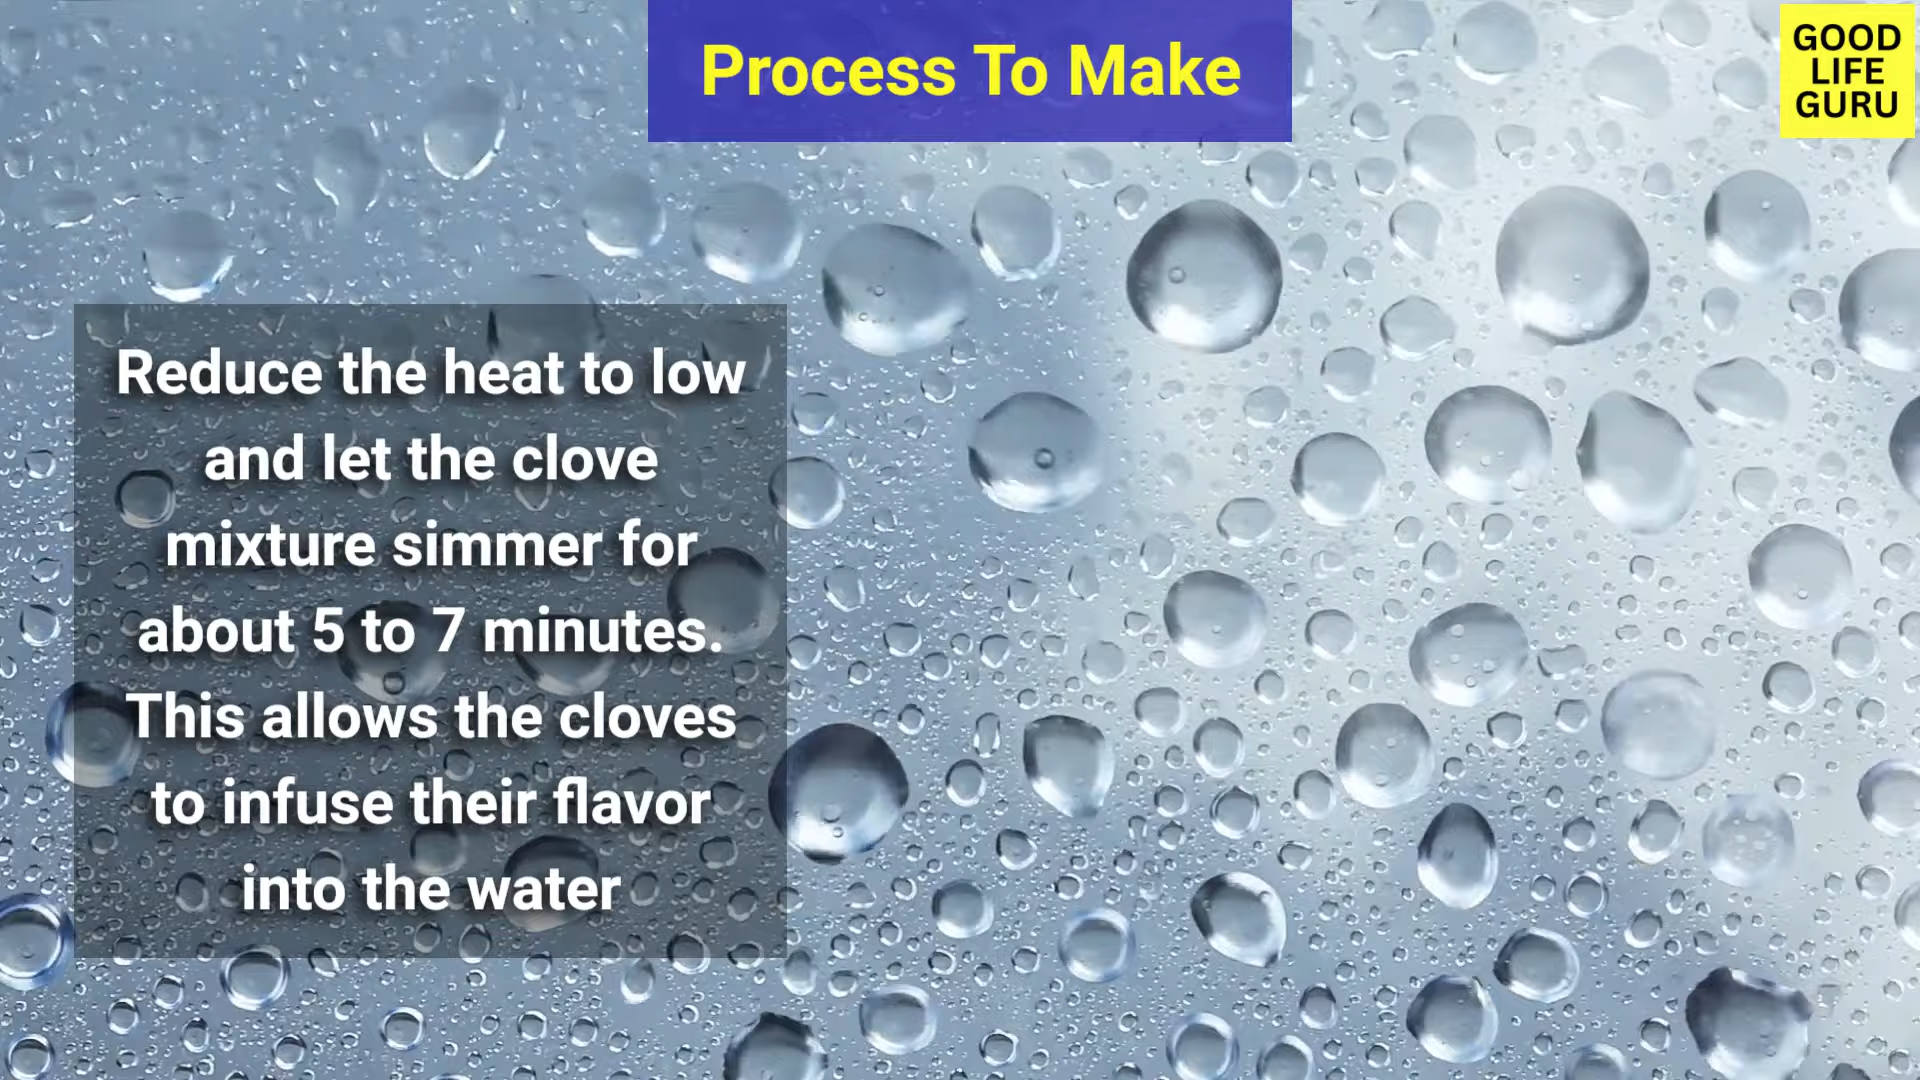 Process To Make
GOOD
LIFE
GURU
Reduce the heat to low
and let the clove
mixture simmer for
about 5 to 7 minutes.
This allows the cloves
to infuse their flavor
into the water